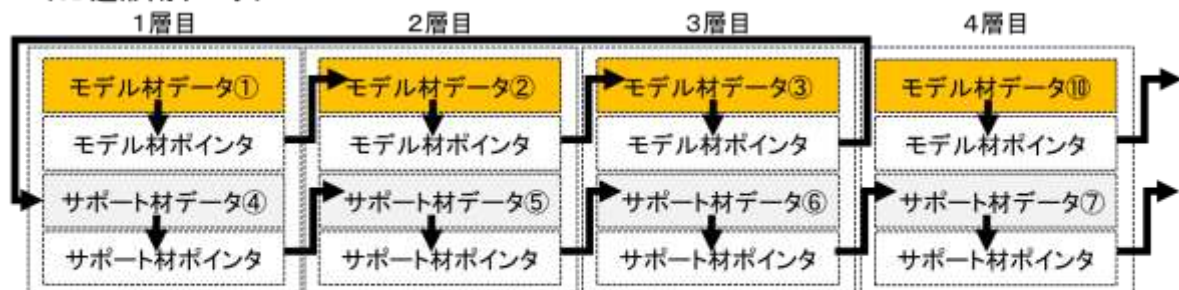 1層目 2層目 3層目 4層目
モデル材データ① モデル材データ② モデル材データ③ モデル材データ⑩
モデル材ポインタ モデル材ポインタ モデル材ポインタ モデル材ポインタ
サポート材データ④ サポート材データ⑤ サポート材データ⑥ サポート材データ⑦
サポート材ポインタ サポート材ポインタ サポート材ポインタ サポート材ポインタ